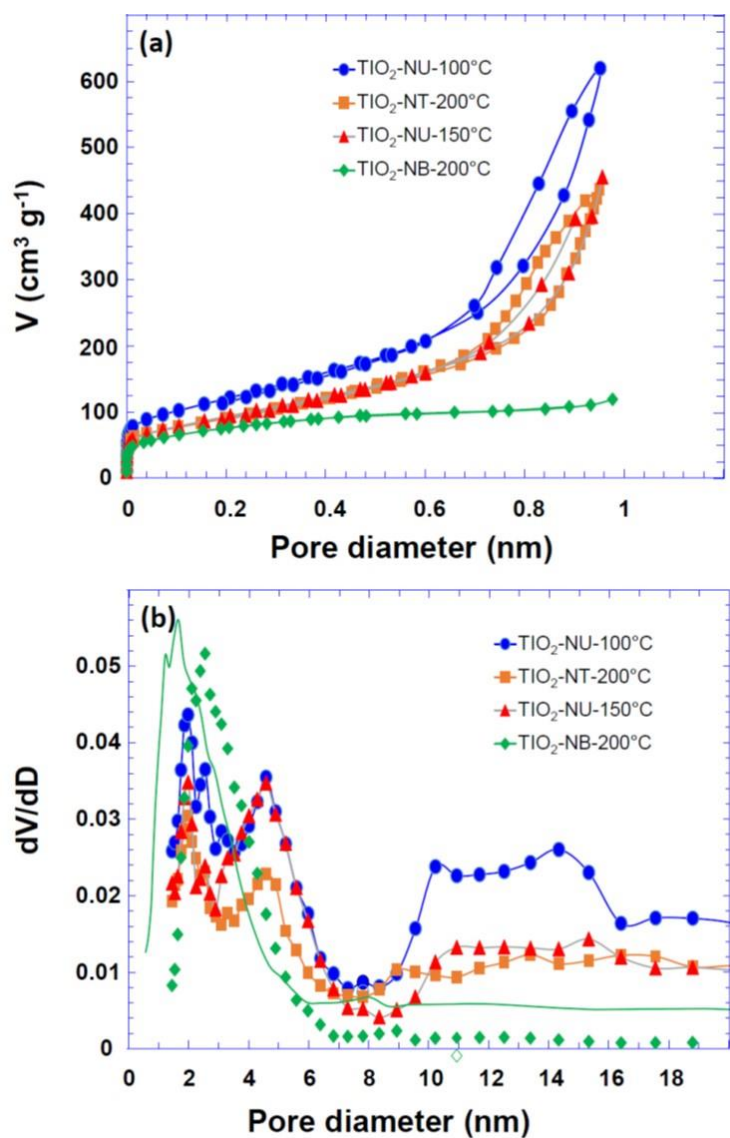 (a)
TIO₂-NU-100°C
TIO₂-NT-200°C
TIO₂-NU-150°C
TIO₂-NB-200°C
V (cm³ g⁻¹)
600
500
400
300
200
100
0
0 0.2 0.4 0.6 0.8 1
Pore diameter (nm)
(b)
TIO₂-NU-100°C
TIO₂-NT-200°C
TIO₂-NU-150°C
TIO₂-NB-200°C
dV/dD
0.05
0.04
0.03
0.02
0.01
0
0 2 4 6 8 10 12 14 16 18
Pore diameter (nm)